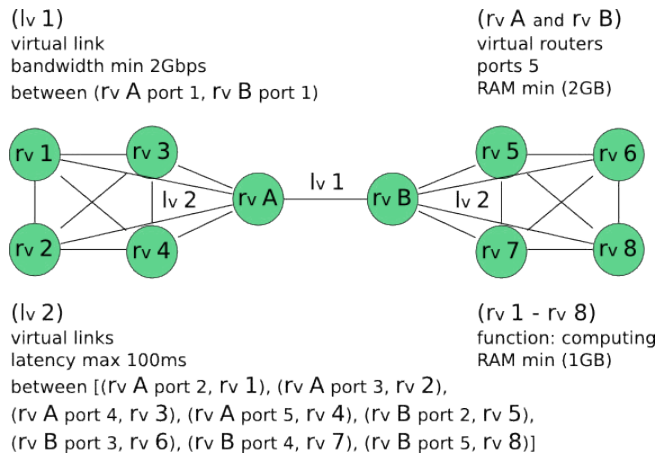 (lv 1)
virtual link
bandwidth min 2Gbps
between (rv A port 1, rv B port 1)
(rv A and rv B)
virtual routers
ports 5
RAM min (2GB)
rv 1
rv 3
rv 2
rv 4
lv 2
rv A
lv 1
rv B
lv 2
rv 5
rv 6
rv 7
rv 8
(lv 2)
virtual links
latency max 100ms
between [(rv A port 2, rv 1), (rv A port 3, rv 2),
(rv A port 4, rv 3), (rv A port 5, rv 4), (rv B port 2, rv 5),
(rv B port 3, rv 6), (rv B port 4, rv 7), (rv B port 5, rv 8)]
(rv 1 - rv 8)
function: computing
RAM min (1GB)